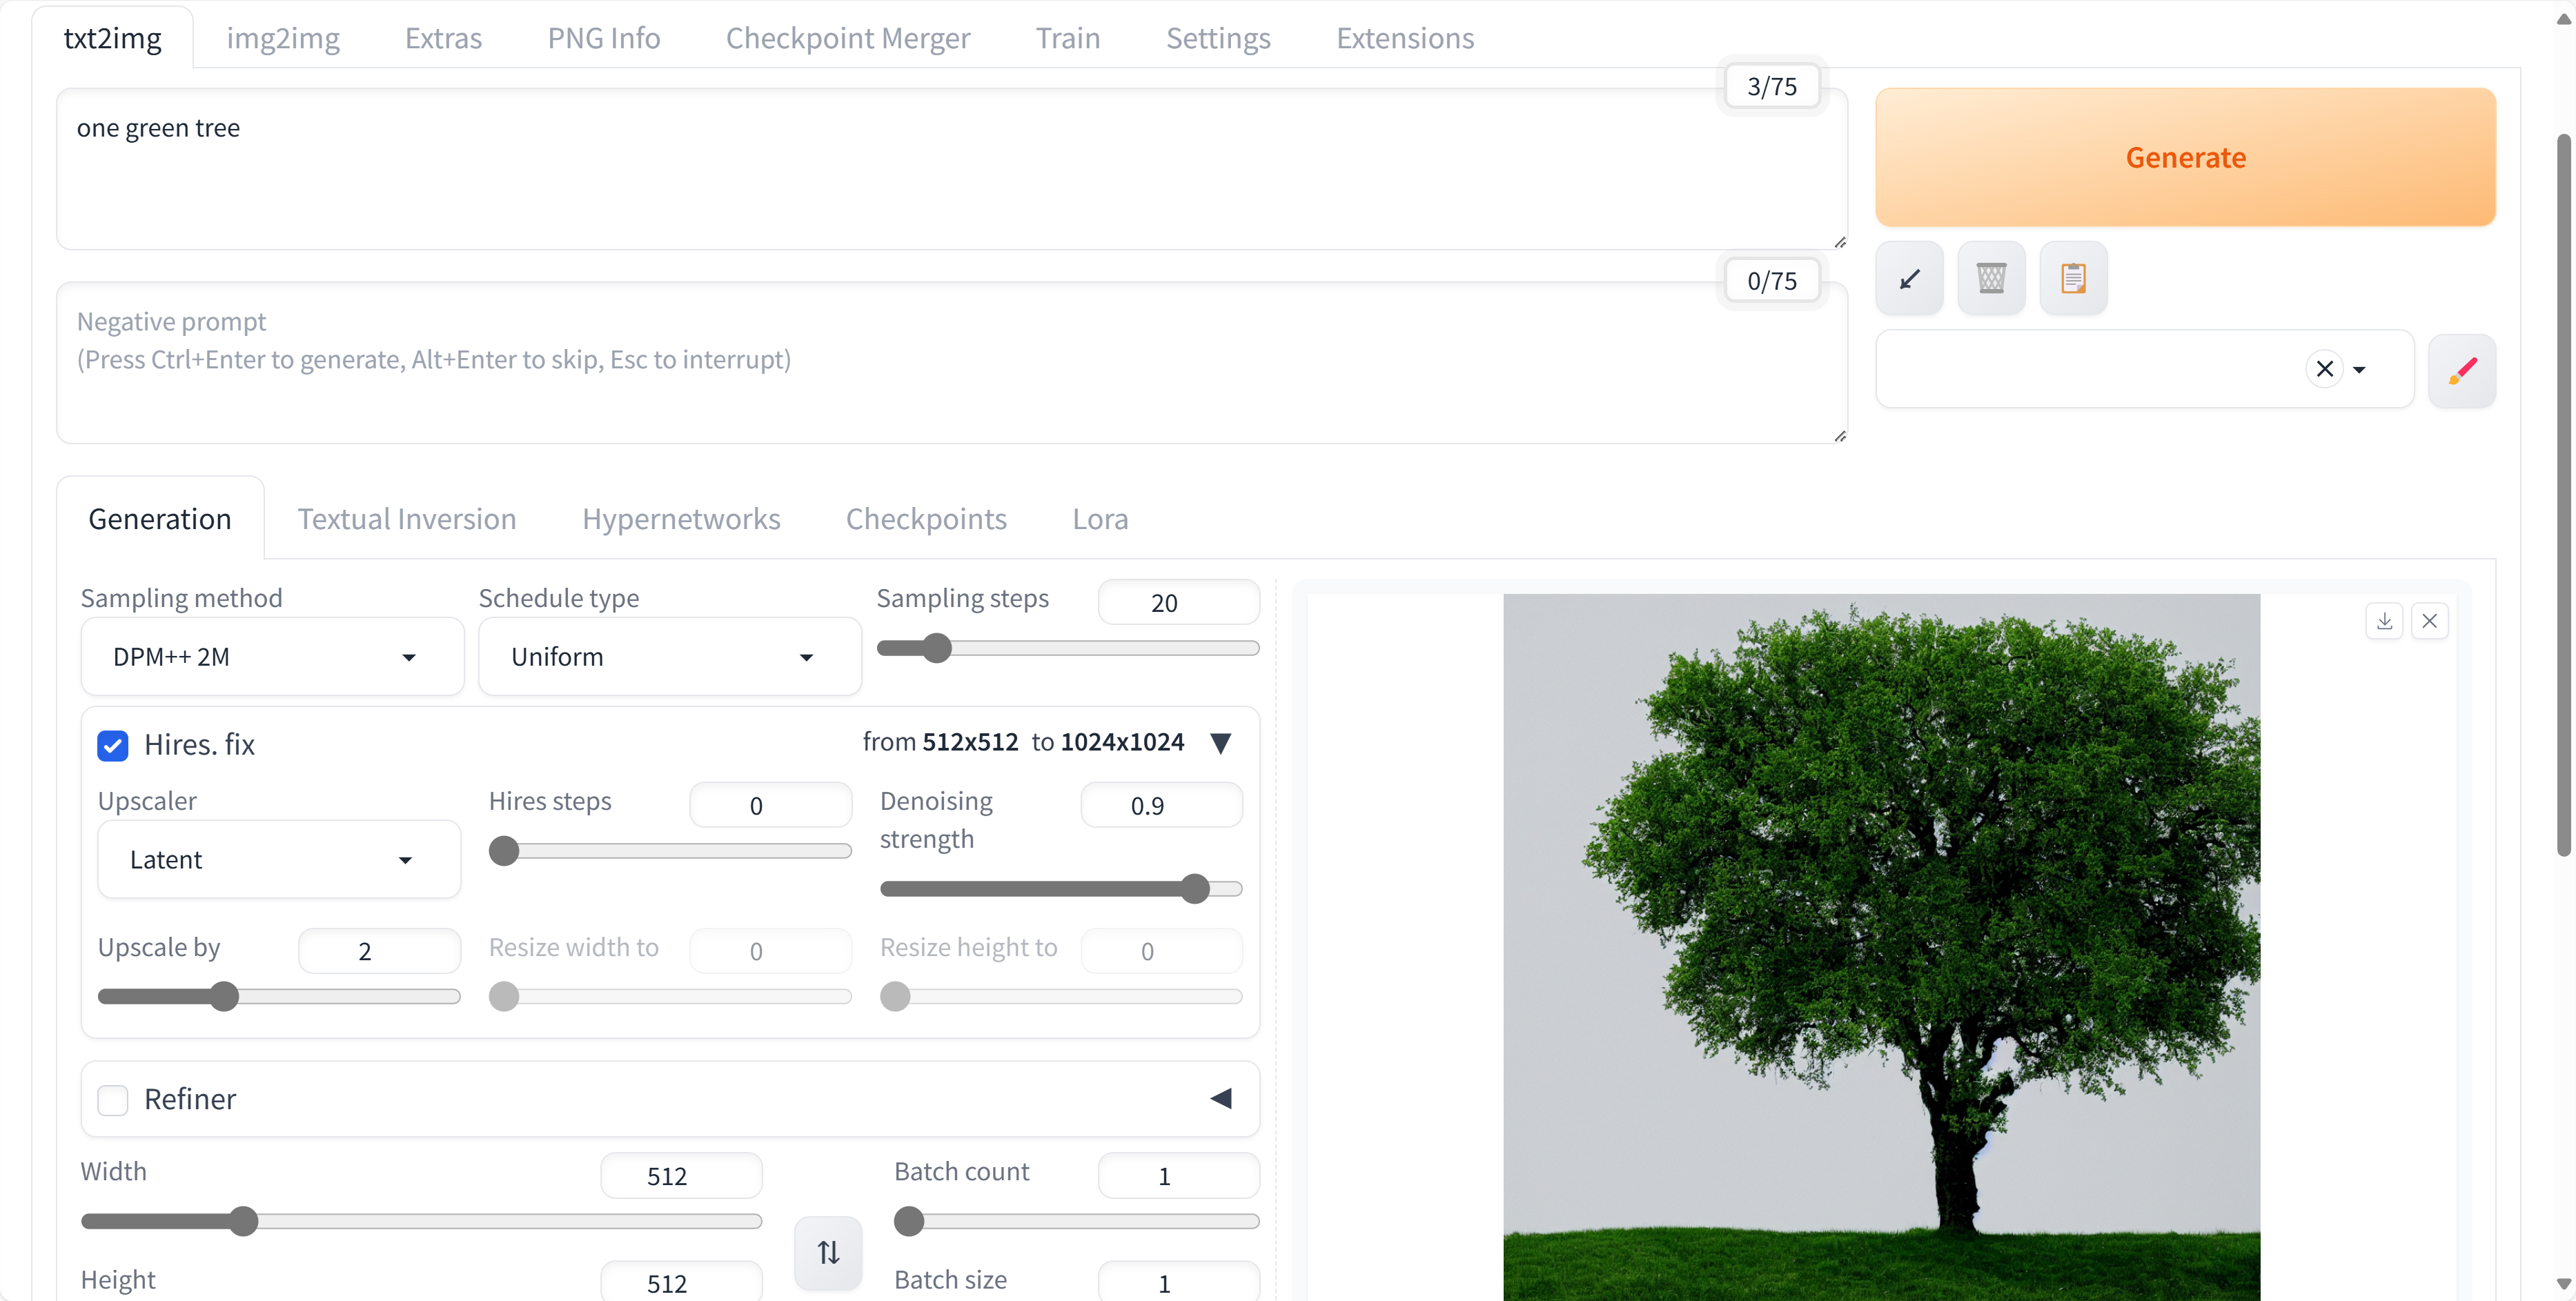 txt2img img2img Extras PNG Info Checkpoint Merger Train Settings Extensions
3/75
one green tree
Generate
0/75
Negative prompt
(Press Ctrl+Enter to generate, Alt+Enter to skip, Esc to interrupt)
Generation Textual Inversion Hypernetworks Checkpoints Lora
Sampling method Schedule type Sampling steps 20
DPM++ 2M Uniform
Hires. fix from 512x512 to 1024x1024
Upscaler Hires steps 0 Denoising strength 0.9
Latent
Upscale by 2 Resize width to 0 Resize height to 0
Refiner
Width 512 Batch count 1
Height 512 Batch size 1